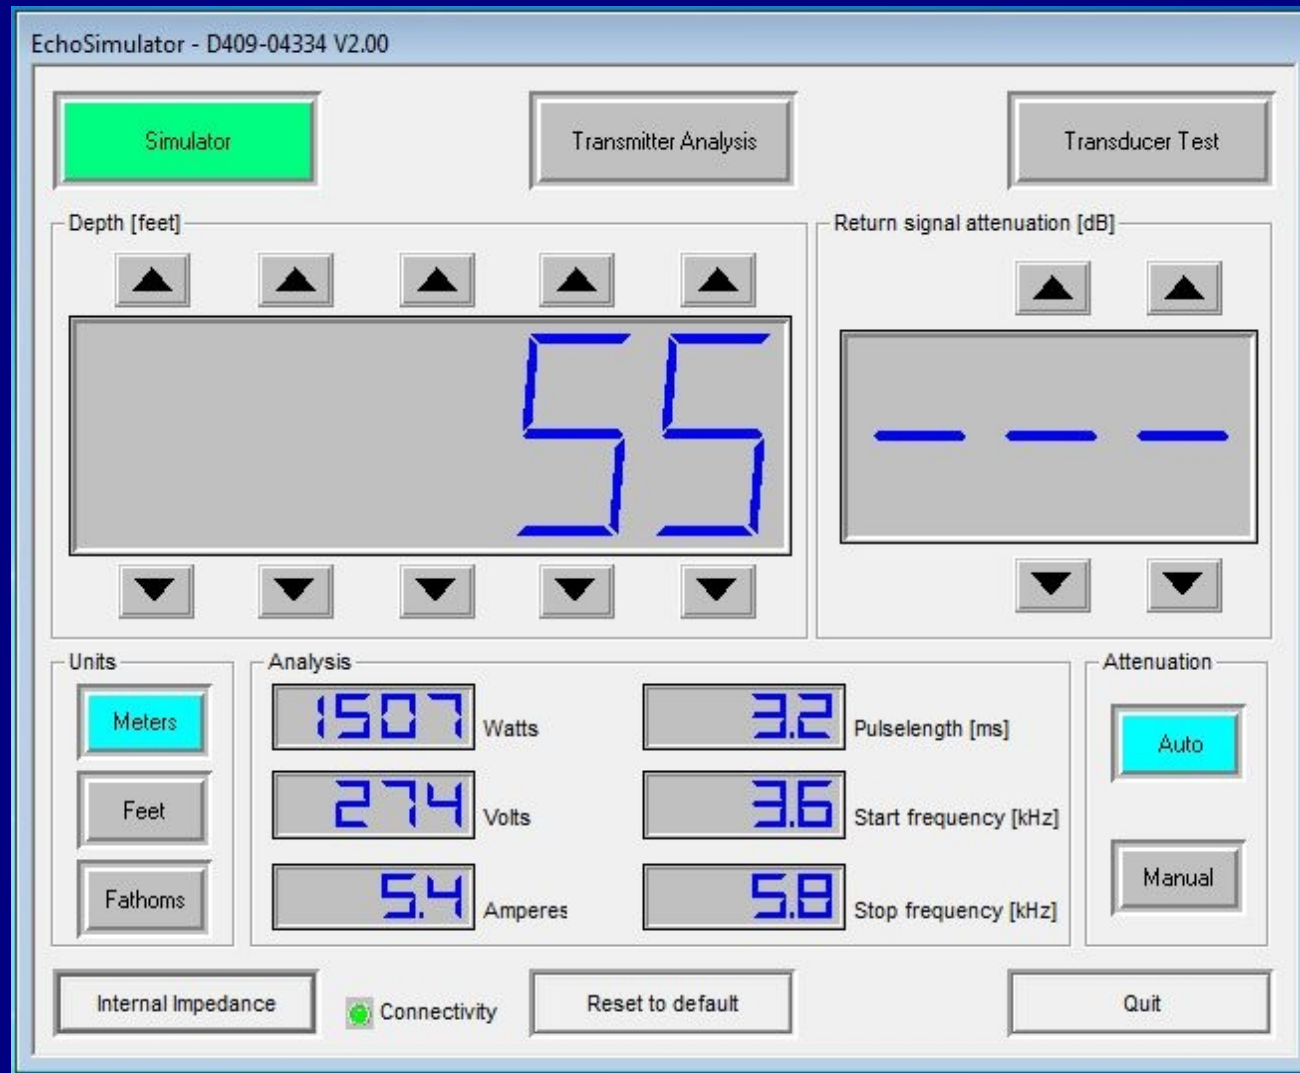 EchoSimulator - D409-04334 V2.00
Simulator
Transmitter Analysis
Transducer Test
Depth [feet]
Return signal attenuation [dB]
55
- - -
Units
Analysis
Attenuation
Meters
1507 Watts
3.2 Pulselength [ms]
Auto
Feet
274 Volts
3.6 Start frequency [kHz]
Fathoms
5.4 Amperes
5.8 Stop frequency [kHz]
Manual
Internal Impedance
Connectivity
Reset to default
Quit